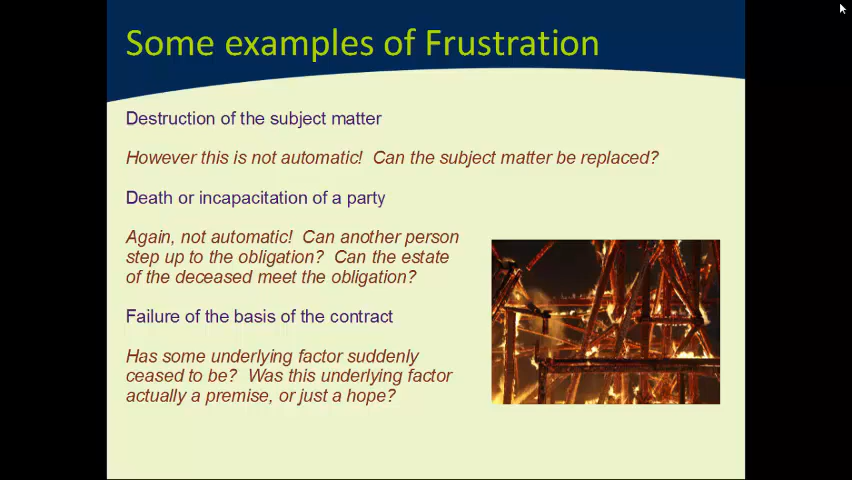 Some examples of Frustration
Destruction of the subject matter
However this is not automatic!  Can the subject matter be replaced?
Death or incapacitation of a party
Again, not automatic!  Can another person
step up to the obligation?  Can the estate
of the deceased meet the obligation?
Failure of the basis of the contract
Has some underlying factor suddenly
ceased to be?  Was this underlying factor
actually a premise, or just a hope?